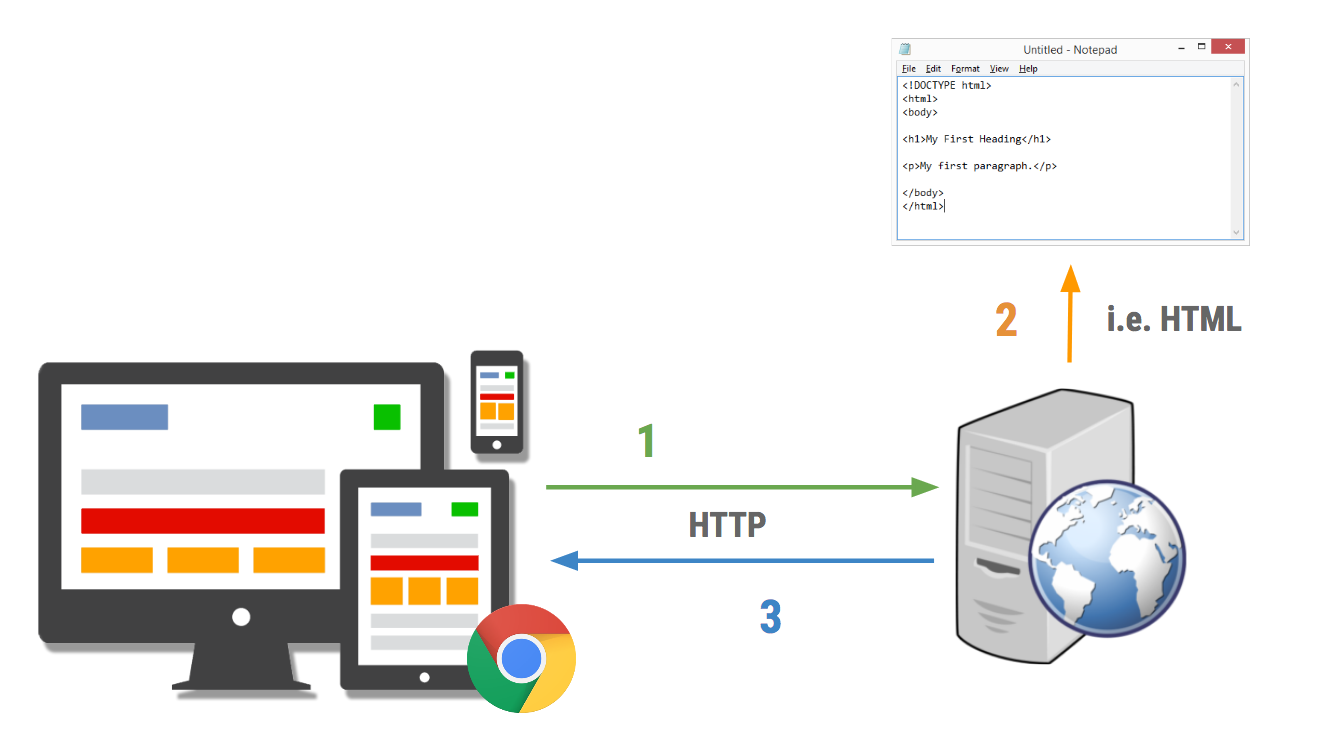 Untitled - Notepad
File Edit Format View Help
<!DOCTYPE html>
<html>
<body>
<h1>My First Heading</h1>
<p>My first paragraph.</p>
</body>
</html>
2 i.e. HTML
1
HTTP
3